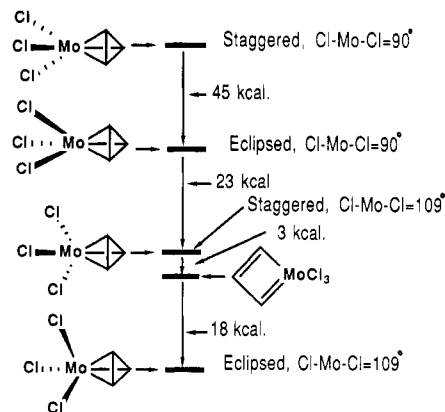 Cl
Cl Mo Staggered, Cl-Mo-Cl=90°
Cl
45 kcal.
Cl
Cl Mo Eclipsed, Cl-Mo-Cl=90°
Cl
23 kcal
Staggered, Cl-Mo-Cl=109°
Cl
3 kcal.
Cl Mo
Cl
MoCl3
18 kcal.
Cl
Cl Mo Eclipsed, Cl-Mo-Cl=109°
Cl